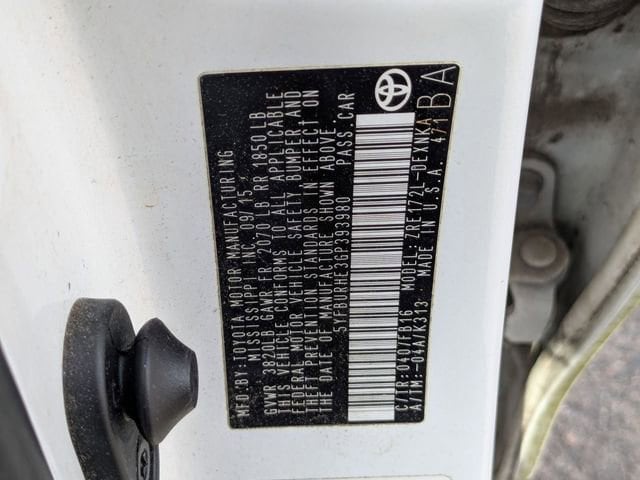 MFD.BY:TOYOTA MOTOR MANUFACTURING
MISSISSIPPI INC. 09/15
GVWR 3820LB GAWR FR 2070 LB RR 1850 LB
THIS VEHICLE CONFORMS TO ALL APPLICABLE
FEDERAL MOTOR VEHICLE SAFETY, BUMPER AND
THEFT PREVENTION STANDARDS IN EFFECT ON
THE DATE OF MANUFACTURE SHOWN ABOVE.
5YFBURHE3GP393980 PASS.CAR
C/TR:040/FB16 MODEL:ZRE172L-DEXNKA
A/TM:-04A/K313 MADE IN U.S.A. 471BA
BA